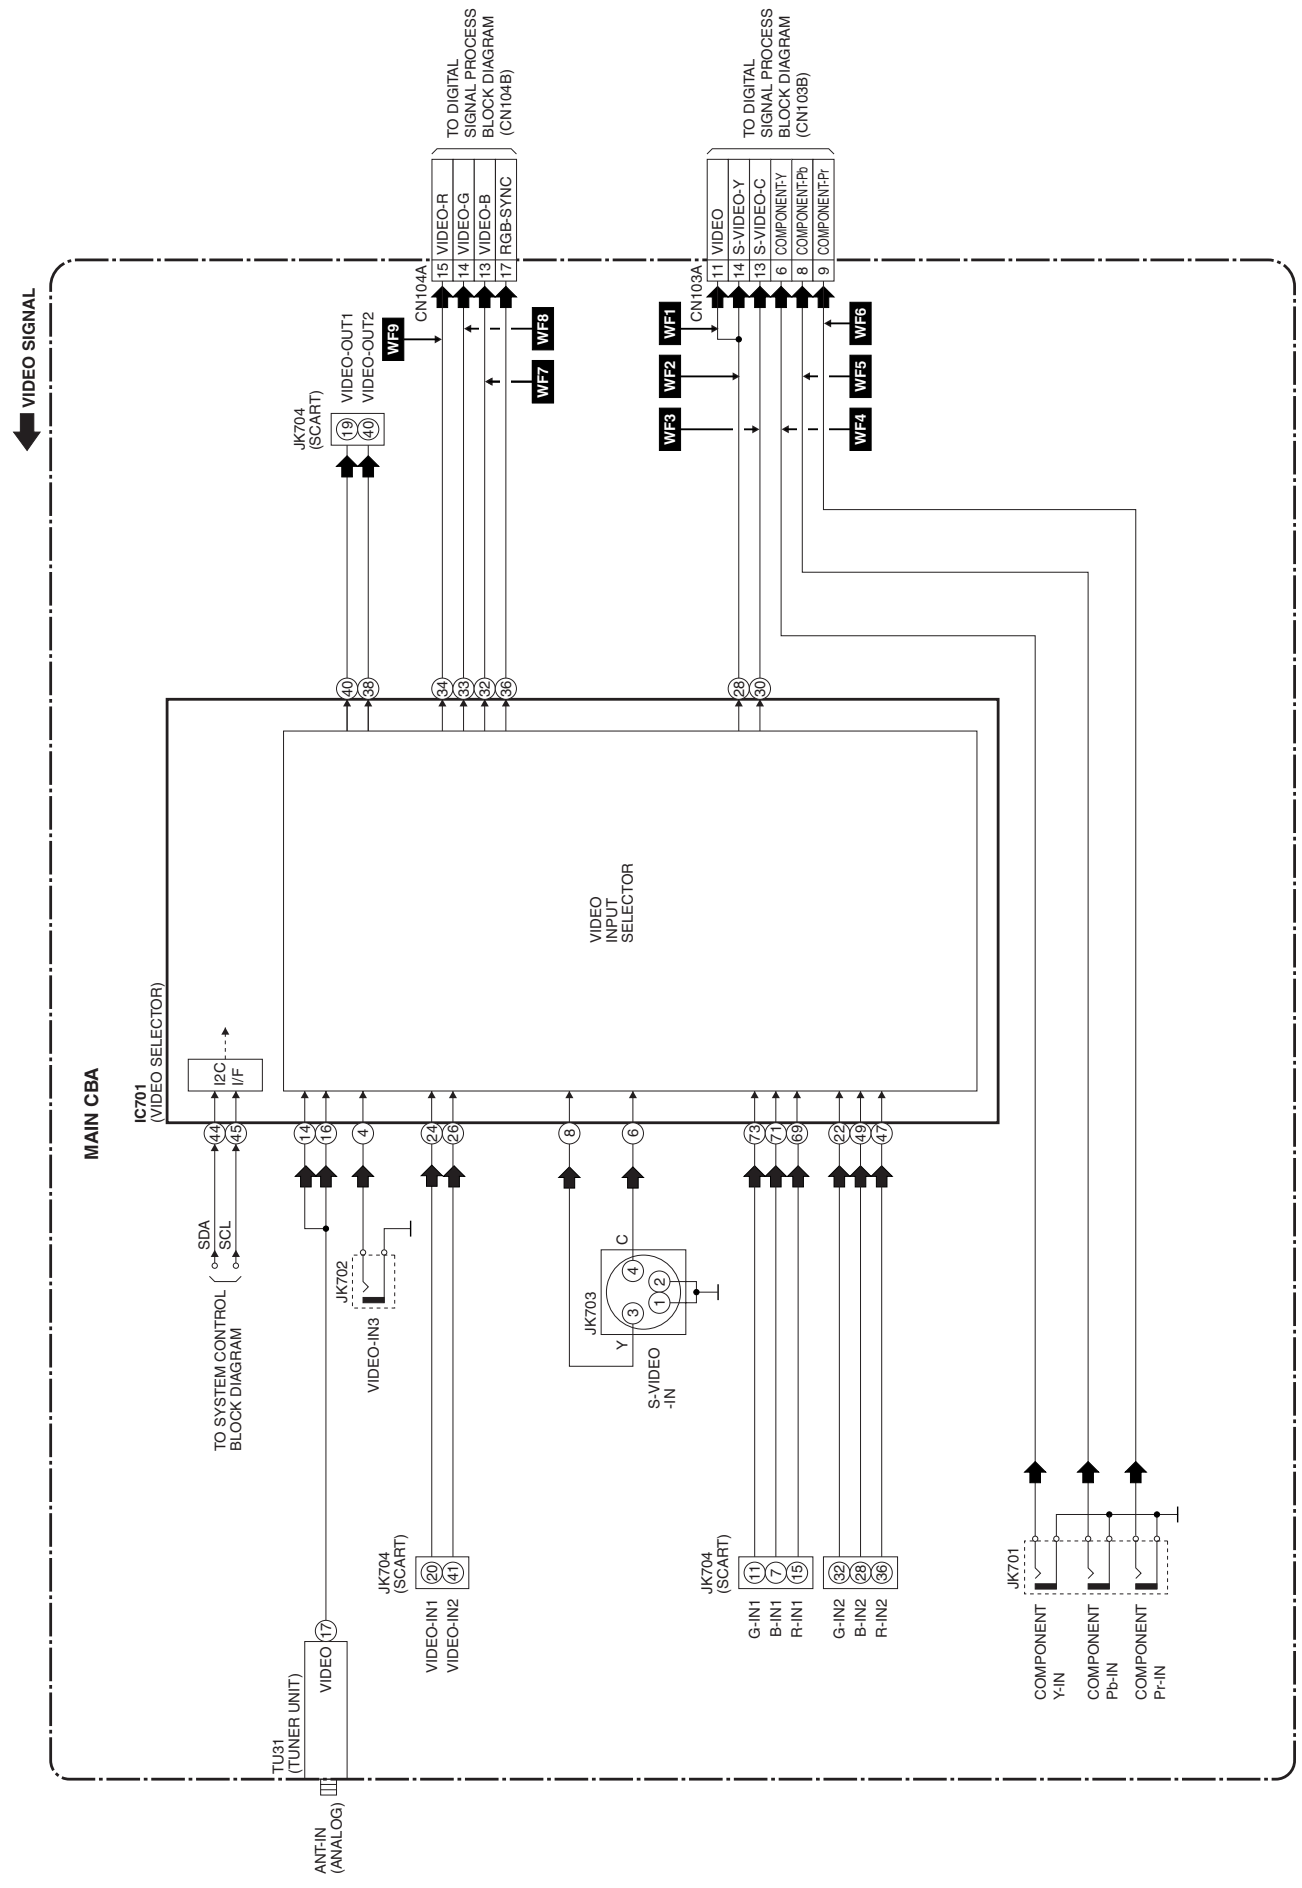 VIDEO SIGNAL
MAIN CBA
IC701
(VIDEO SELECTOR)
I2C
I/F
VIDEO
INPUT
SELECTOR
TO SYSTEM CONTROL
BLOCK DIAGRAM
SDA
SCL
44
45
ANT-IN
(ANALOG)
TU31
(TUNER UNIT)
VIDEO
17
14
16
VIDEO-IN3
JK702
4
JK704
(SCART)
VIDEO-IN1
VIDEO-IN2
20
41
24
26
S-VIDEO
-IN
JK703
Y
C
3
4
1
2
8
6
JK704
(SCART)
G-IN1
B-IN1
R-IN1
11
7
15
73
71
69
G-IN2
B-IN2
R-IN2
32
28
36
22
49
47
JK701
COMPONENT
Y-IN
COMPONENT
Pb-IN
COMPONENT
Pr-IN
40
38
JK704
(SCART)
19
40
VIDEO-OUT1
VIDEO-OUT2
34
33
32
36
WF9
WF8
WF7
CN104A
15 VIDEO-R
14 VIDEO-G
13 VIDEO-B
17 RGB-SYNC
TO DIGITAL
SIGNAL PROCESS
BLOCK DIAGRAM
(CN104B)
28
30
WF1
WF2
WF3
WF4
WF5
WF6
CN103A
11 VIDEO
14 S-VIDEO-Y
13 S-VIDEO-C
6 COMPONENT-Y
8 COMPONENT-Pb
9 COMPONENT-Pr
TO DIGITAL
SIGNAL PROCESS
BLOCK DIAGRAM
(CN103B)